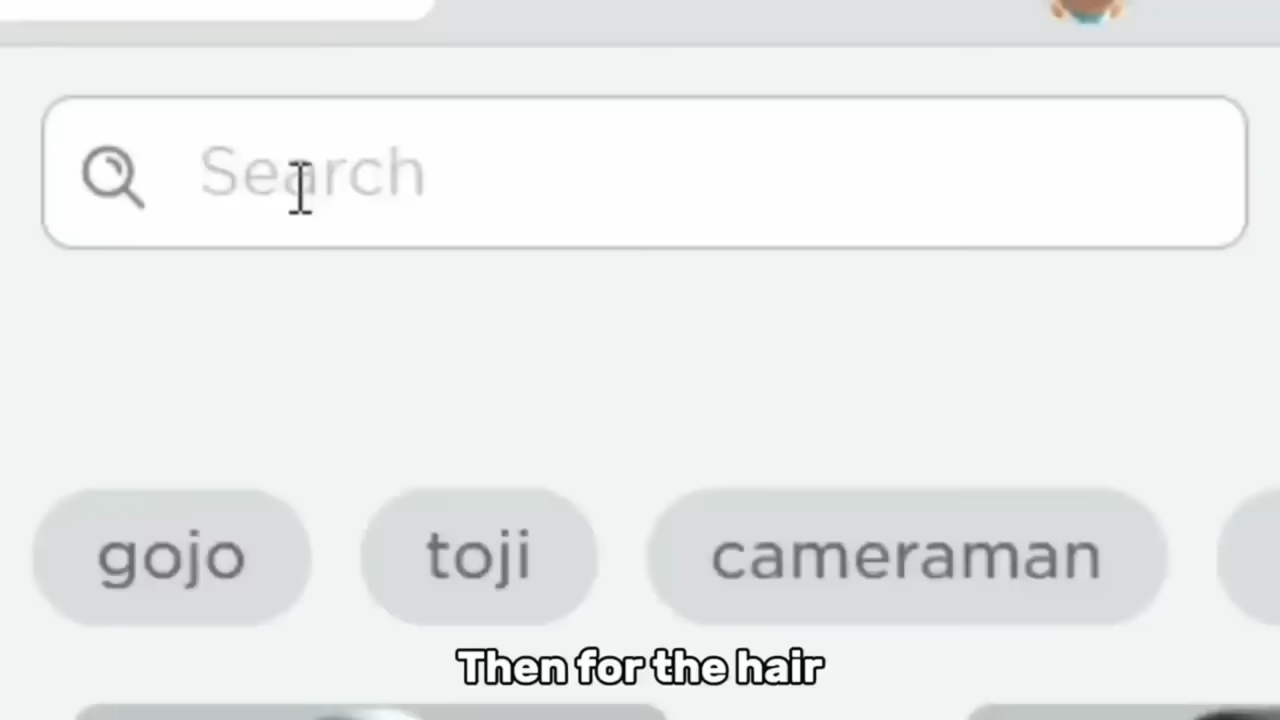 Search
gojo
toji
cameraman
Then for the hair